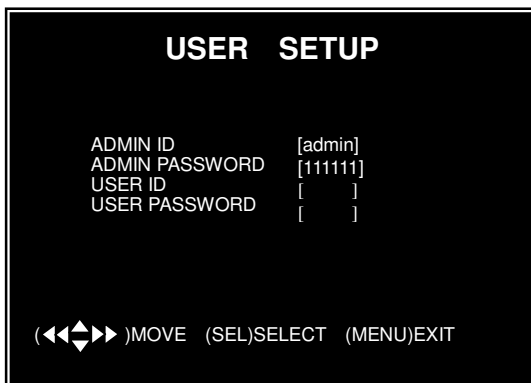 USER SETUP
ADMIN ID [admin]
ADMIN PASSWORD [111111]
USER ID [ ]
USER PASSWORD [ ]
(◀◀▲▼▶▶)MOVE (SEL)SELECT (MENU)EXIT